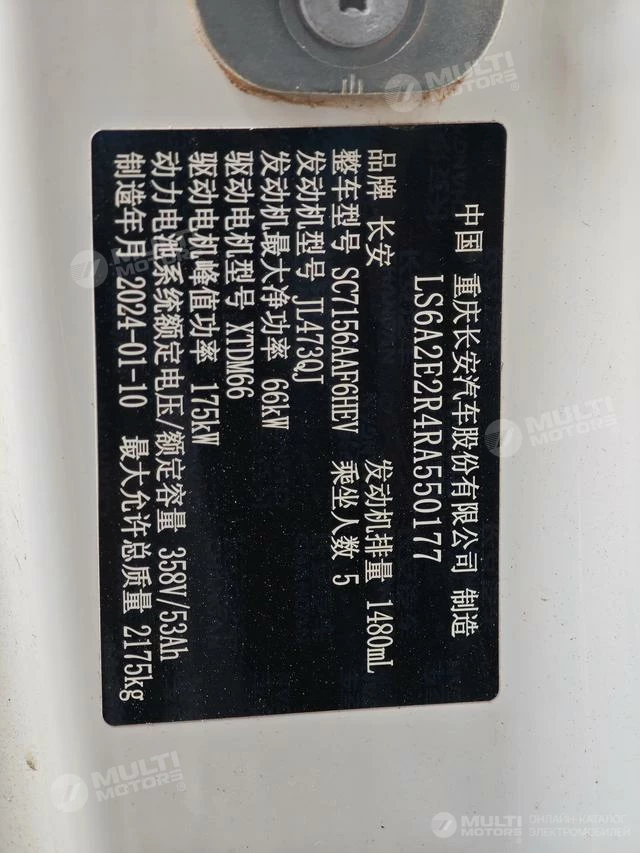 中国 重庆长安汽车股份有限公司 制造
LS6A2E2R4RA550177
品牌 长安 发动机排量 1480mL
整车型号 SC7156AAF6HEV 乘坐人数 5
发动机型号 JL473QJ
发动机最大净功率 66kW
驱动电机型号 XTDM66
驱动电机峰值功率 175kW
动力电池系统额定电压/额定容量 358V/53Ah
制造年月 2024-01-10 最大允许总质量 2175kg
MULTI
MOTORS
MULTI
MOTORS
MULTI
MOTORS
MULTI
MOTORS
ОНЛАЙН-КАТАЛОГ
ЭЛЕКТРОМОБИЛЕЙ